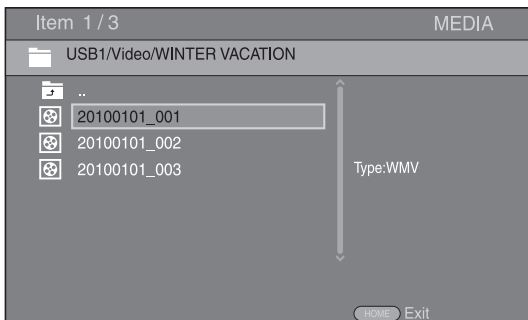 Item 1/3 MEDIA
USB1/Video/WINTER VACATION
..
20100101_001
20100101_002
20100101_003
Type:WMV
HOME Exit